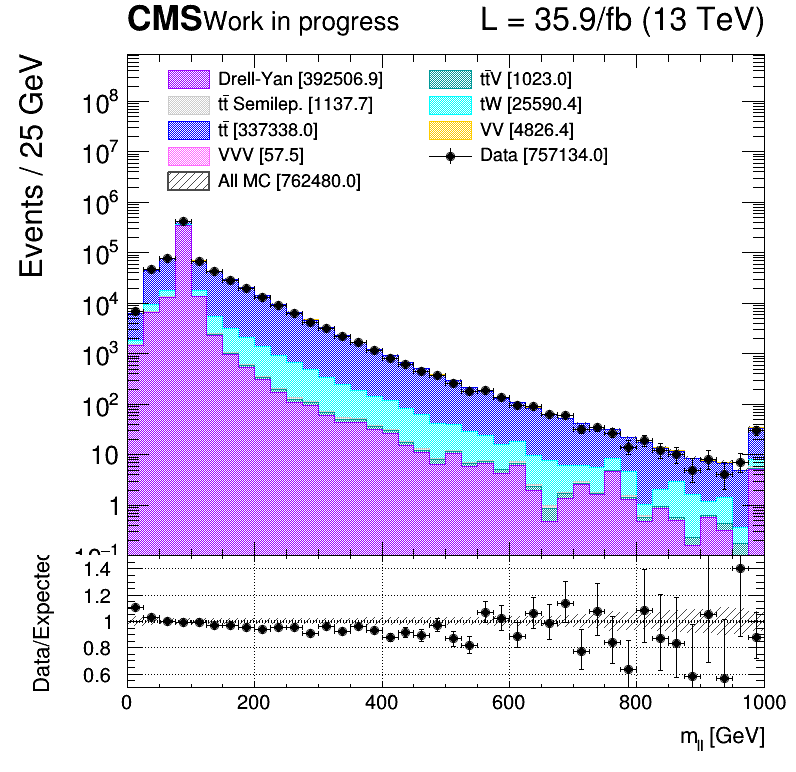 CMS Work in progress L = 35.9/fb (13 TeV)
Events / 25 GeV
Drell-Yan [392506.9]
tt̄ Semilep. [1137.7]
tt̄ [337338.0]
VVV [57.5]
All MC [762480.0]
tt̄V [1023.0]
tW [25590.4]
VV [4826.4]
Data [757134.0]
10⁸
10⁷
10⁶
10⁵
10⁴
10³
10²
10
1
10⁻¹
Data/Expected
1.4
1.2
1
0.8
0.6
0 200 400 600 800 1000
m_ll [GeV]